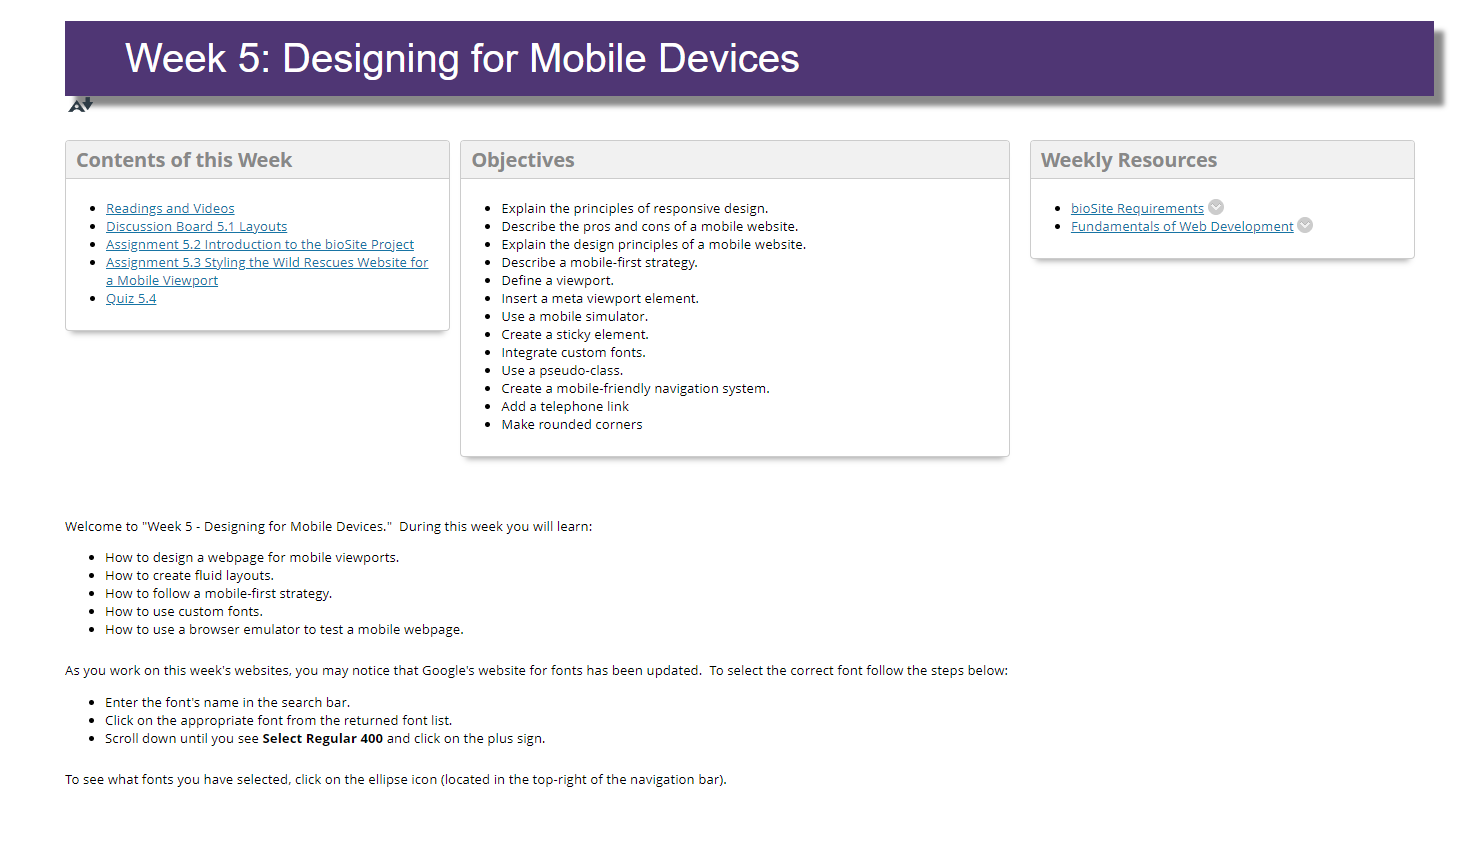 Week 5: Designing for Mobile Devices
Contents of this Week
Readings and Videos
Discussion Board 5.1 Layouts
Assignment 5.2 Introduction to the bioSite Project
Assignment 5.3 Styling the Wild Rescues Website for
a Mobile Viewport
Quiz 5.4
Objectives
Explain the principles of responsive design.
Describe the pros and cons of a mobile website.
Explain the design principles of a mobile website.
Describe a mobile-first strategy.
Define a viewport.
Insert a meta viewport element.
Use a mobile simulator.
Create a sticky element.
Integrate custom fonts.
Use a pseudo-class.
Create a mobile-friendly navigation system.
Add a telephone link
Make rounded corners
Weekly Resources
bioSite Requirements
Fundamentals of Web Development
Welcome to "Week 5 - Designing for Mobile Devices."  During this week you will learn:
How to design a webpage for mobile viewports.
How to create fluid layouts.
How to follow a mobile-first strategy.
How to use custom fonts.
How to use a browser emulator to test a mobile webpage.
As you work on this week's websites, you may notice that Google's website for fonts has been updated.  To select the correct font follow the steps below:
Enter the font's name in the search bar.
Click on the appropriate font from the returned font list.
Scroll down until you see Select Regular 400 and click on the plus sign.
To see what fonts you have selected, click on the ellipse icon (located in the top-right of the navigation bar).